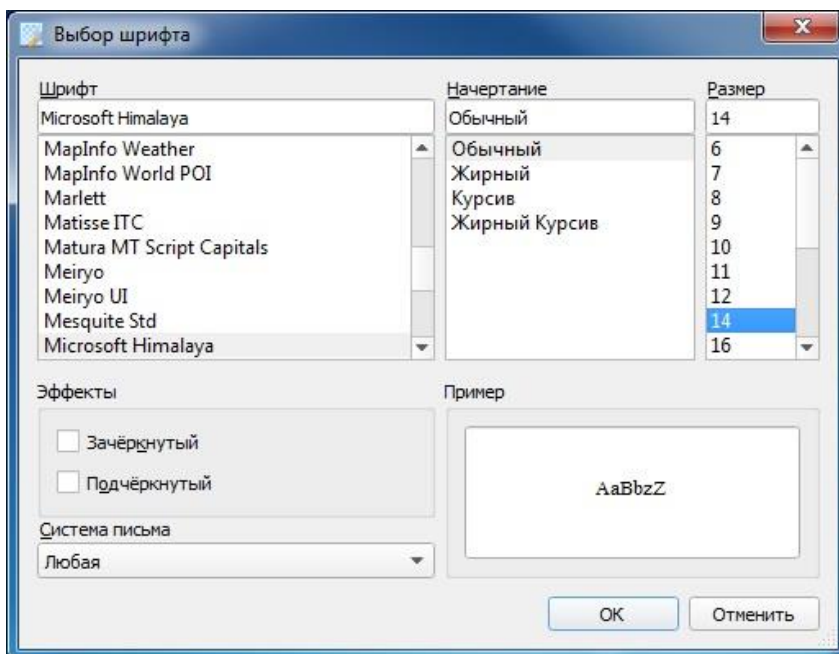 Выбор шрифта
Шрифт
Microsoft Himalaya
MapInfo Weather
MapInfo World POI
Marlett
Matisse ITC
Matura MT Script Capitals
Meiryo
Meiryo UI
Mesquite Std
Microsoft Himalaya
Начертание
Обычный
Обычный
Жирный
Курсив
Жирный Курсив
Размер
14
6
7
8
9
10
11
12
14
16
Эффекты
Зачёркнутый
Подчёркнутый
Система письма
Любая
Пример
AaBbzZ
OK
Отменить